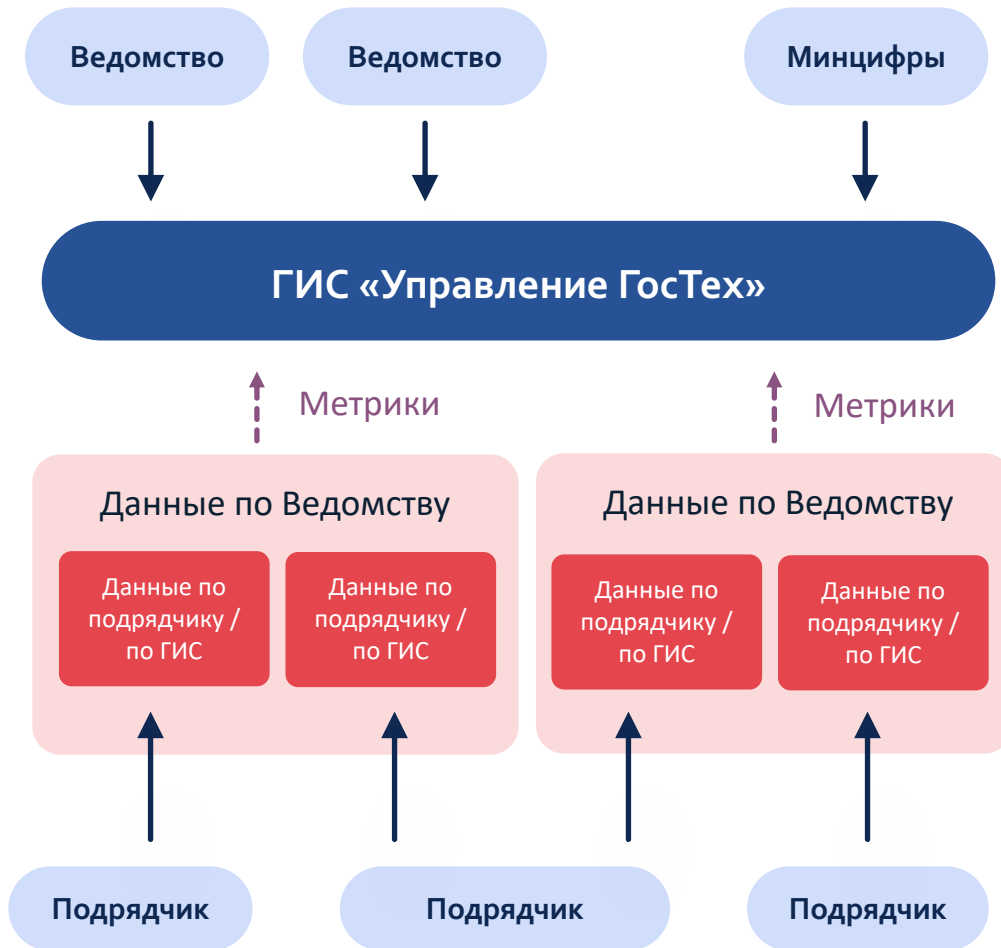 Ведомство
Ведомство
Минцифры
ГИС «Управление ГосТех»
Метрики
Метрики
Данные по Ведомству
Данные по Ведомству
Данные по
подрядчику /
по ГИС
Данные по
подрядчику /
по ГИС
Данные по
подрядчику /
по ГИС
Данные по
подрядчику /
по ГИС
Подрядчик
Подрядчик
Подрядчик